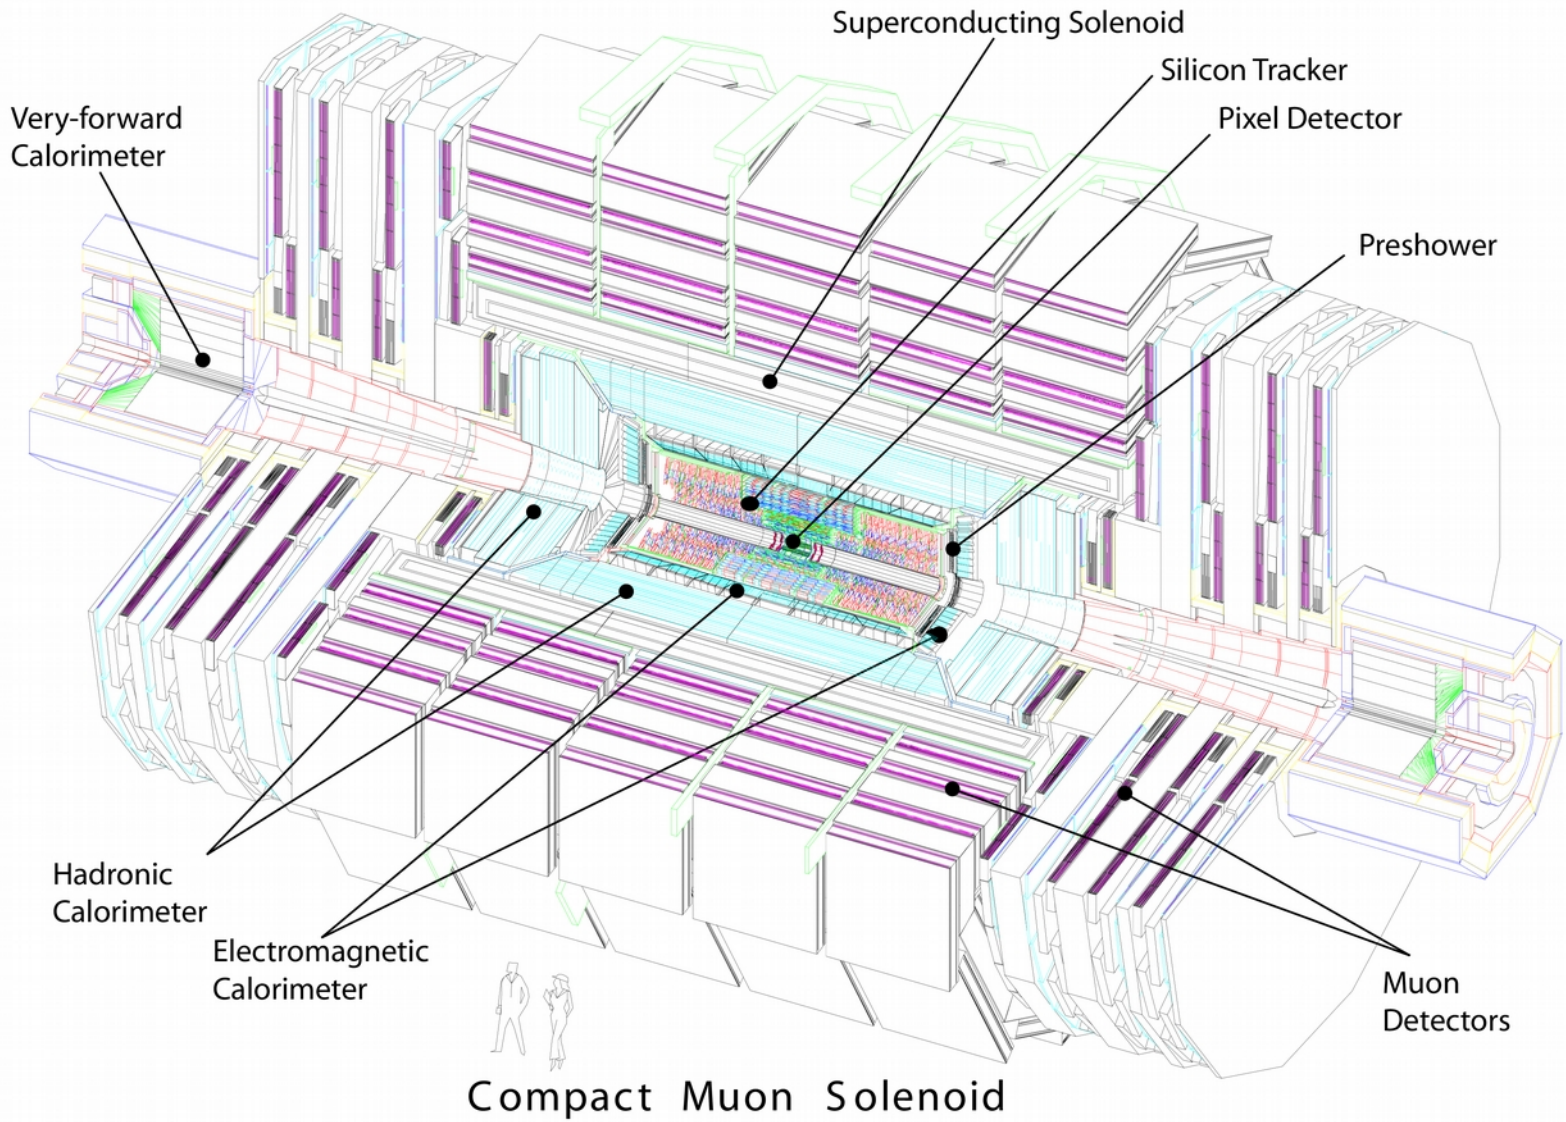 Superconducting Solenoid
Silicon Tracker
Pixel Detector
Very-forward
Calorimeter
Preshower
Hadronic
Calorimeter
Electromagnetic
Calorimeter
Muon
Detectors
Compact Muon Solenoid